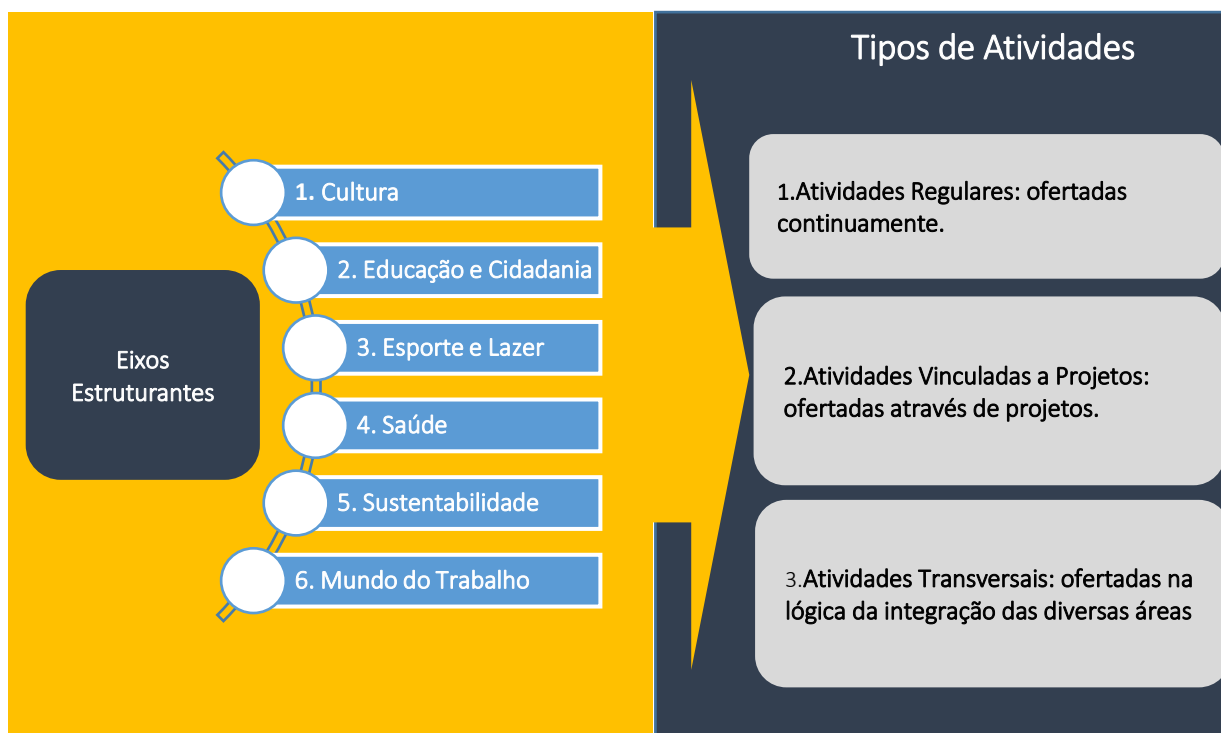 Eixos
Estruturantes
1. Cultura
2. Educação e Cidadania
3. Esporte e Lazer
4. Saúde
5. Sustentabilidade
6. Mundo do Trabalho
Tipos de Atividades
1.Atividades Regulares: ofertadas
continuamente.
2.Atividades Vinculadas a Projetos:
ofertadas através de projetos.
3.Atividades Transversais: ofertadas na
lógica da integração das diversas áreas